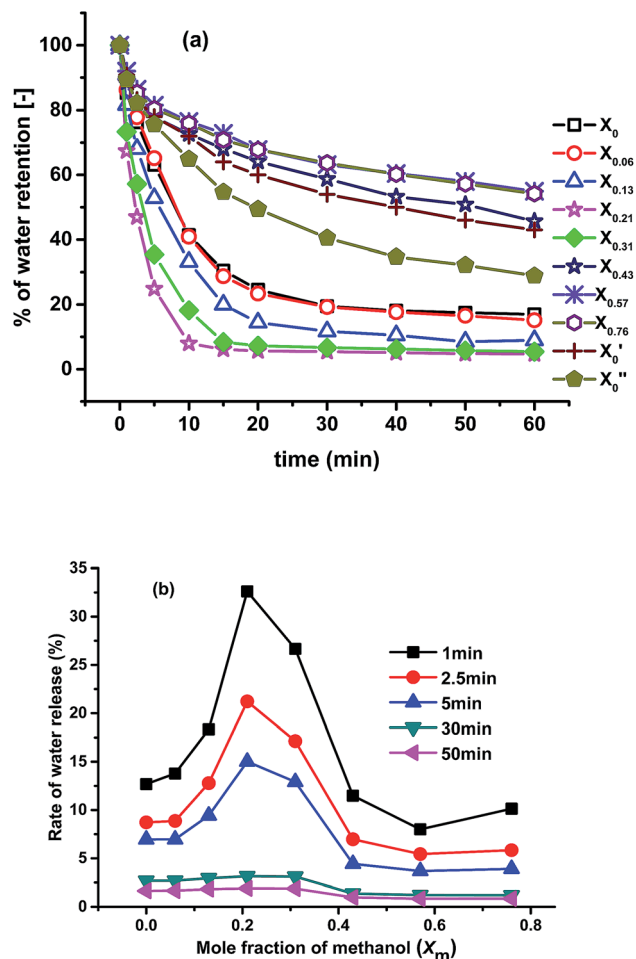 (a)
% of water retention [-]
100
80
60
40
20
0
0 10 20 30 40 50 60
time (min)
X0
X0.06
X0.13
X0.21
X0.31
X0.43
X0.57
X0.76
X0'
X0"
(b)
Rate of water release (%)
35
30
25
20
15
10
5
0
1min
2.5min
5min
30min
50min
0.0 0.2 0.4 0.6 0.8
Mole fraction of methanol (Xm)